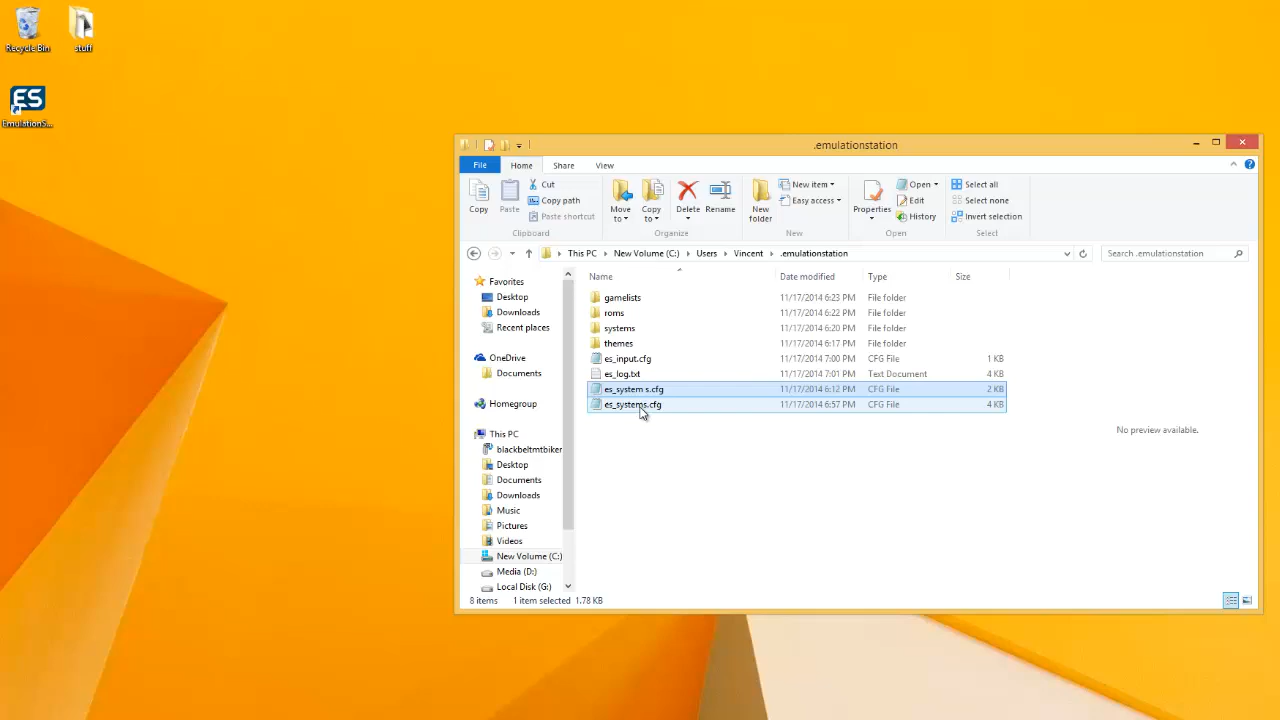 Recycle Bin
stuff
EmulationS...
.emulationstation
File Home Share View
Copy
Paste
Cut
Copy path
Paste shortcut
Clipboard
Move to
Copy to
Delete
Rename
Organize
New folder
New item
Easy access
New
Properties
Open
Edit
History
Open
Select all
Select none
Invert selection
Select
This PC New Volume (C:) Users Vincent .emulationstation
Search .emulationstation
Name Date modified Type Size
Favorites
Desktop
Downloads
Recent places
OneDrive
Documents
Homegroup
This PC
blackbeltmtbiker
Desktop
Documents
Downloads
Music
Pictures
Videos
New Volume (C:)
Media (D:)
Local Disk (G:)
gamelists 11/17/2014 6:23 PM File folder
roms 11/17/2014 6:22 PM File folder
systems 11/17/2014 6:20 PM File folder
themes 11/17/2014 6:17 PM File folder
es_input.cfg 11/17/2014 7:00 PM CFG File 1 KB
es_log.txt 11/17/2014 7:01 PM Text Document 4 KB
es_system s.cfg 11/17/2014 6:12 PM CFG File 2 KB
es_systems.cfg 11/17/2014 6:57 PM CFG File 4 KB
No preview available.
8 items 1 item selected 1.78 KB